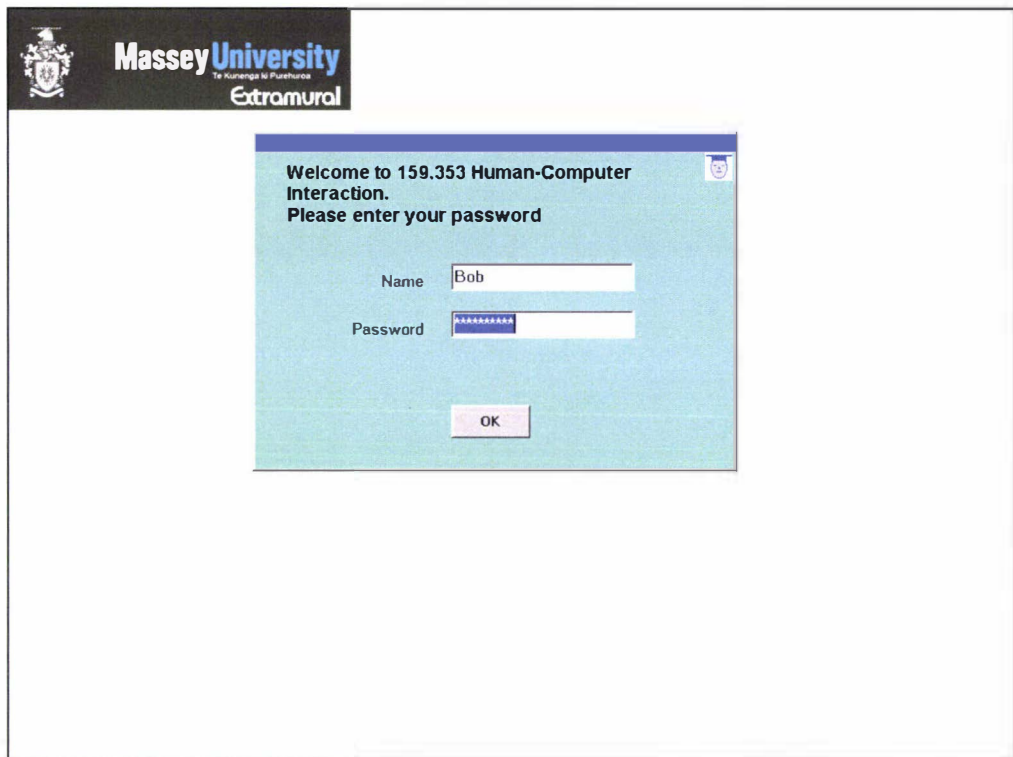 Massey University
Te Kunenga ki Purehuroa
Extramural
Welcome to 159.353 Human-Computer
Interaction.
Please enter your password
Name Bob
Password **********
OK